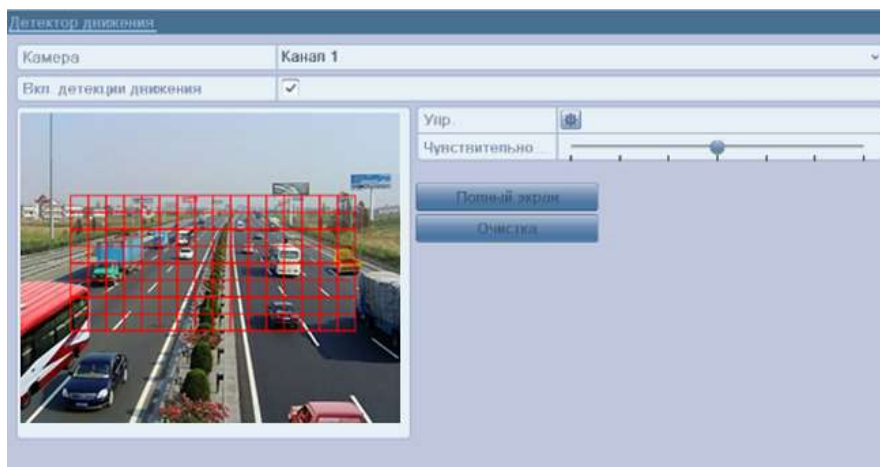 Детектор движения
Камера
Канал 1
Вкл. детекции движения
Упр.
Чувствительно...
Полный экран
Очистка